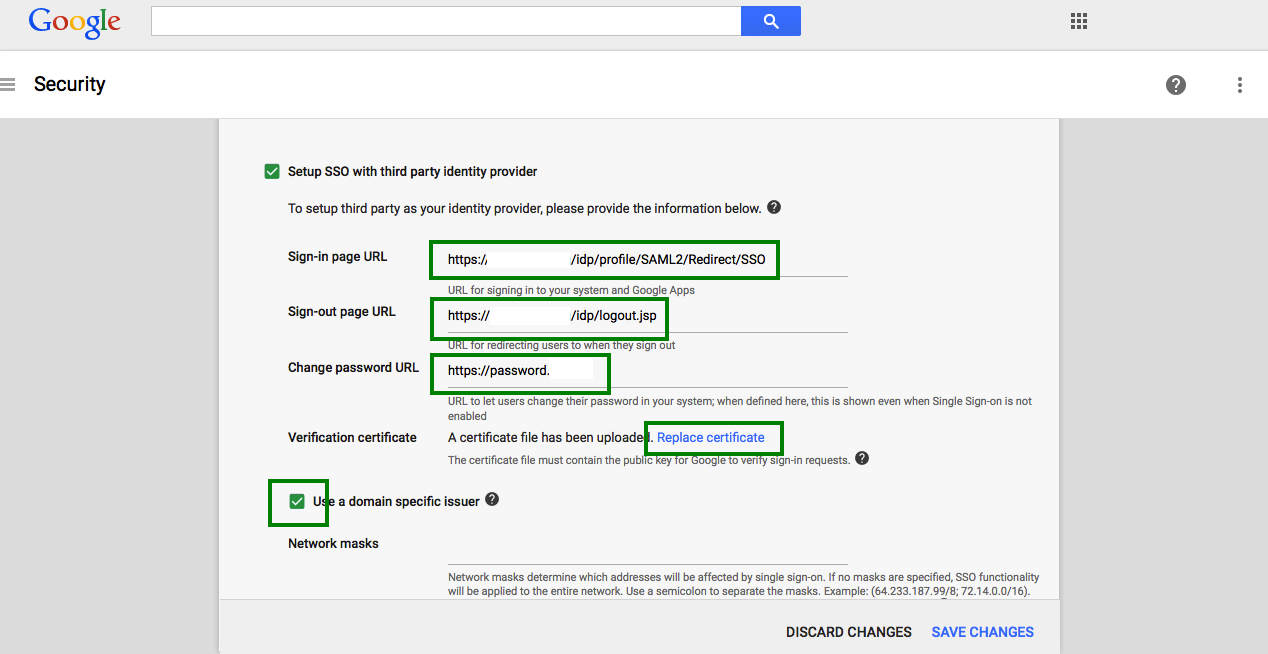 Google
Security
Setup SSO with third party identity provider
To setup third party as your identity provider, please provide the information below.
Sign-in page URL
https:// /idp/profile/SAML2/Redirect/SSO
URL for signing in to your system and Google Apps
Sign-out page URL
https:// /idp/logout.jsp
URL for redirecting users to when they sign out
Change password URL
https://password.
URL to let users change their password in your system; when defined here, this is shown even when Single Sign-on is not
enabled
Verification certificate
A certificate file has been uploaded. Replace certificate
The certificate file must contain the public key for Google to verify sign-in requests.
Use a domain specific issuer
Network masks
Network masks determine which addresses will be affected by single sign-on. If no masks are specified, SSO functionality
will be applied to the entire network. Use a semicolon to separate the masks. Example: (64.233.187.99/8; 72.14.0.0/16).
DISCARD CHANGES SAVE CHANGES